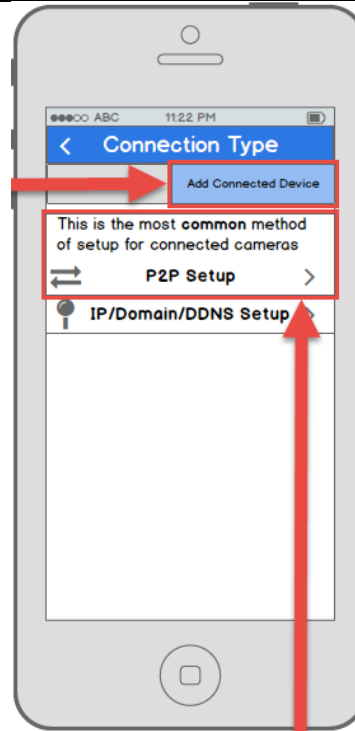 ABC 11:22 PM
< Connection Type
Add Connected Device
This is the most common method
of setup for connected cameras
P2P Setup >
IP/Domain/DDNS Setup >